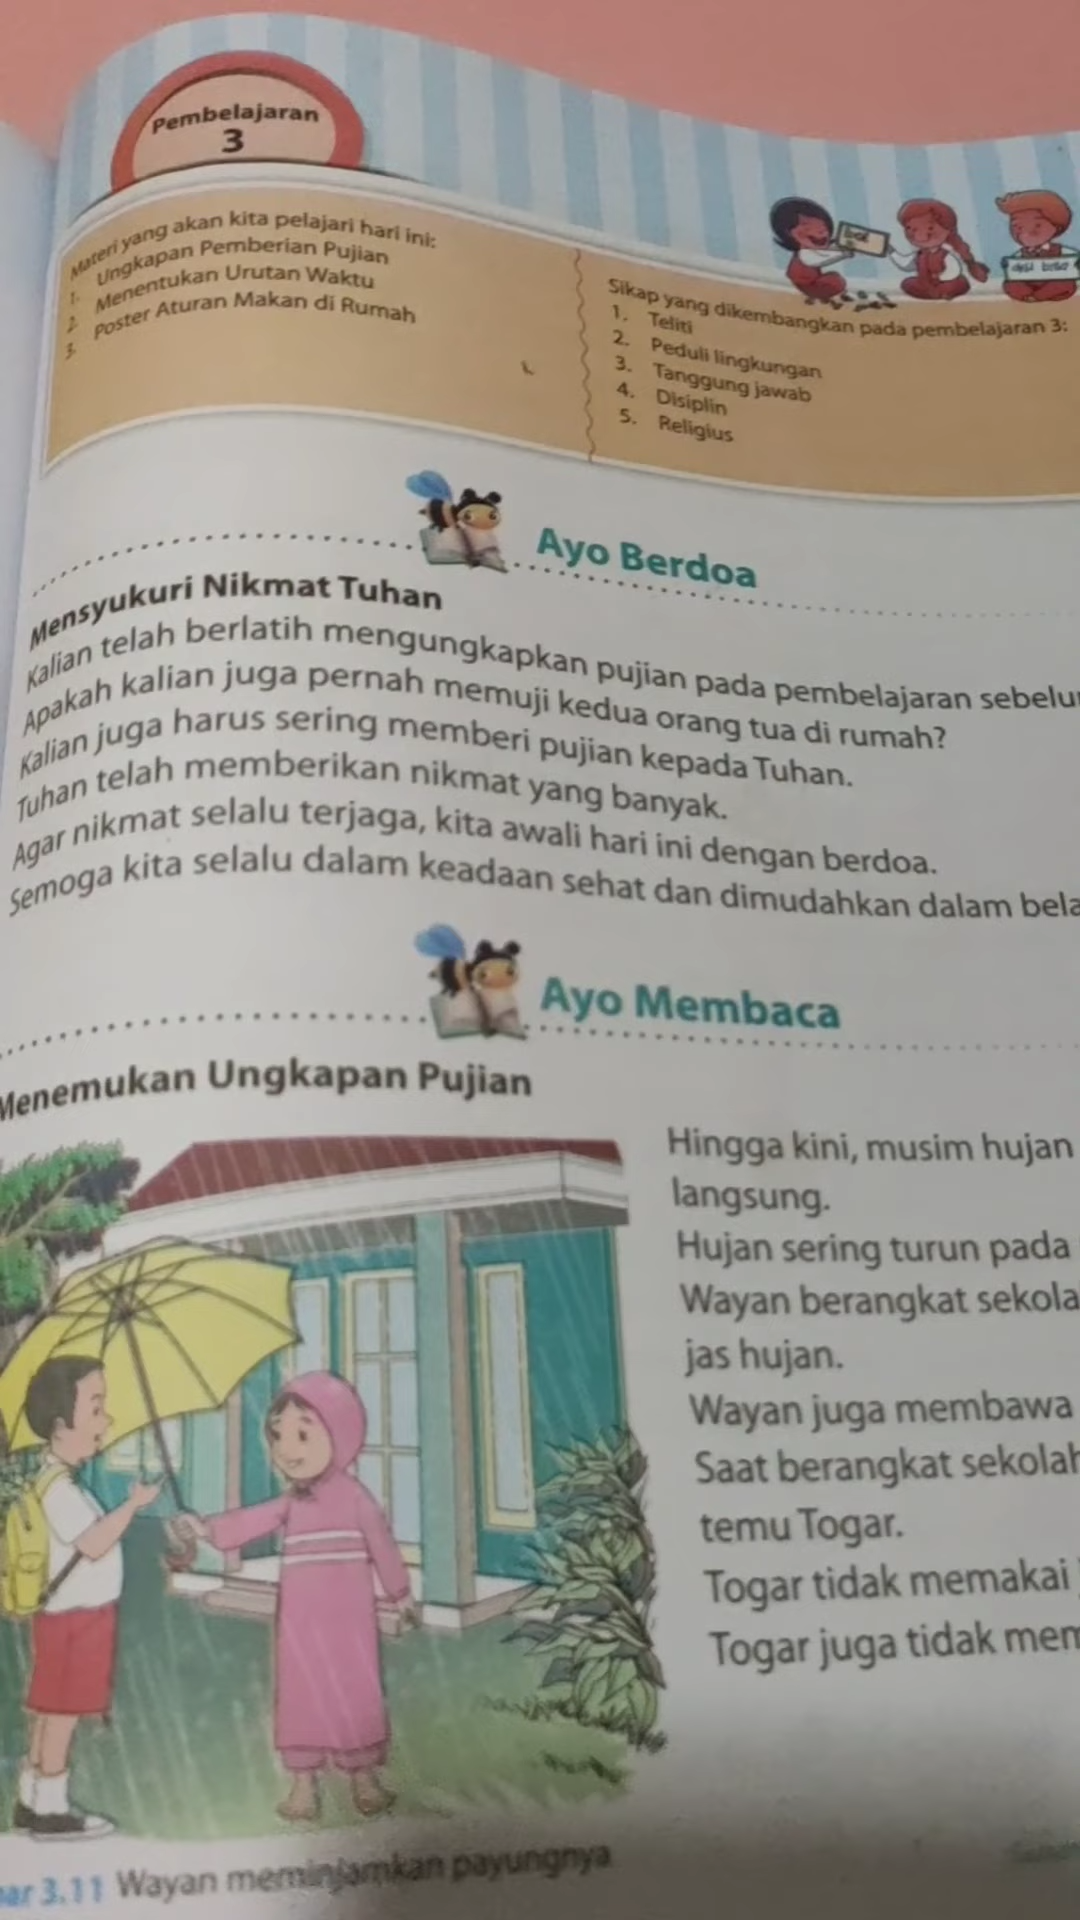 Pembelajaran
3
Materi yang akan kita pelajari hari ini:
1. Ungkapan Pemberian Pujian
2. Menentukan Urutan Waktu
3. Poster Aturan Makan di Rumah
Sikap yang dikembangkan pada pembelajaran 3:
1. Teliti
2. Peduli lingkungan
3. Tanggung jawab
4. Disiplin
5. Religius
Ayo Berdoa
Mensyukuri Nikmat Tuhan
Kalian telah berlatih mengungkapkan pujian pada pembelajaran sebelu
Apakah kalian juga pernah memuji kedua orang tua di rumah?
Kalian juga harus sering memberi pujian kepada Tuhan.
Tuhan telah memberikan nikmat yang banyak.
Agar nikmat selalu terjaga, kita awali hari ini dengan berdoa.
Semoga kita selalu dalam keadaan sehat dan dimudahkan dalam bela
Ayo Membaca
Menemukan Ungkapan Pujian
Hingga kini, musim hujan
langsung.
Hujan sering turun pada
Wayan berangkat sekola
jas hujan.
Wayan juga membawa
Saat berangkat sekolah
temu Togar.
Togar tidak memakai
Togar juga tidak mem
ar 3.11 Wayan meminjamkan payungnya